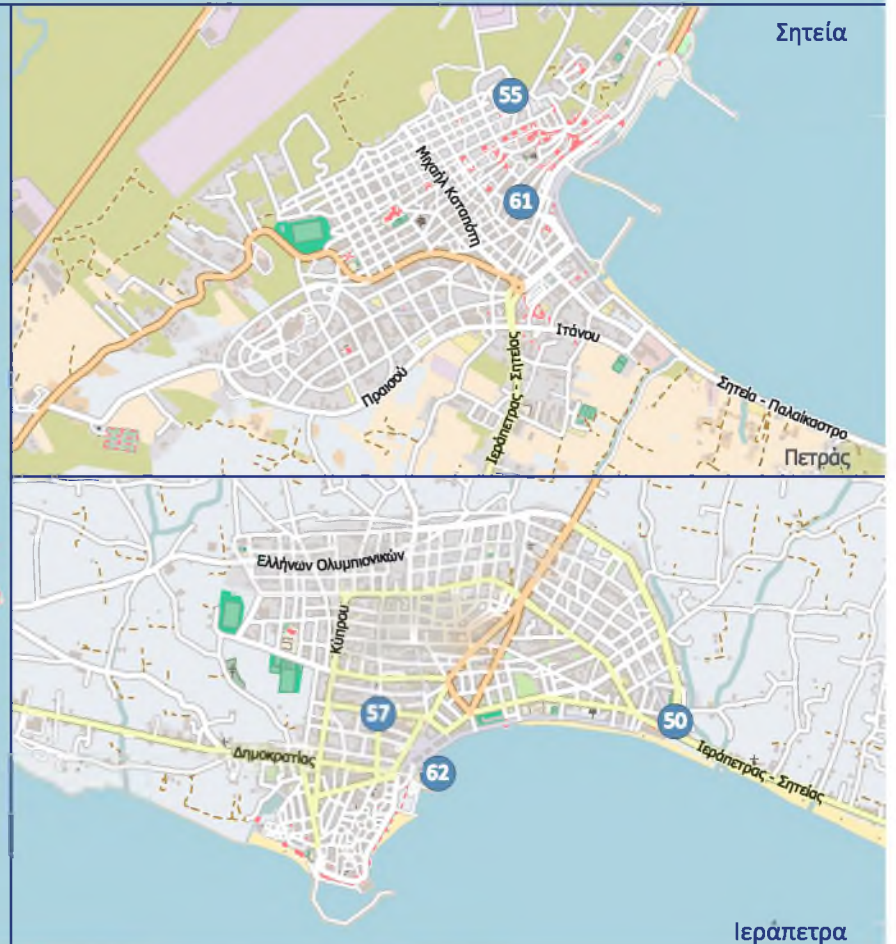 Σητεία
55
Μιχαήλ Καταπότη
61
Ιτάνου
Πραισού
Ιεράπετρας - Σητείας
Σητεία - Παλαίκαστρο
Πετράς
Ελλήνων Ολυμπιονικών
Κύπρου
57
50
Δημοκρατίας
62
Ιεράπετρας - Σητείας
Ιεράπετρα